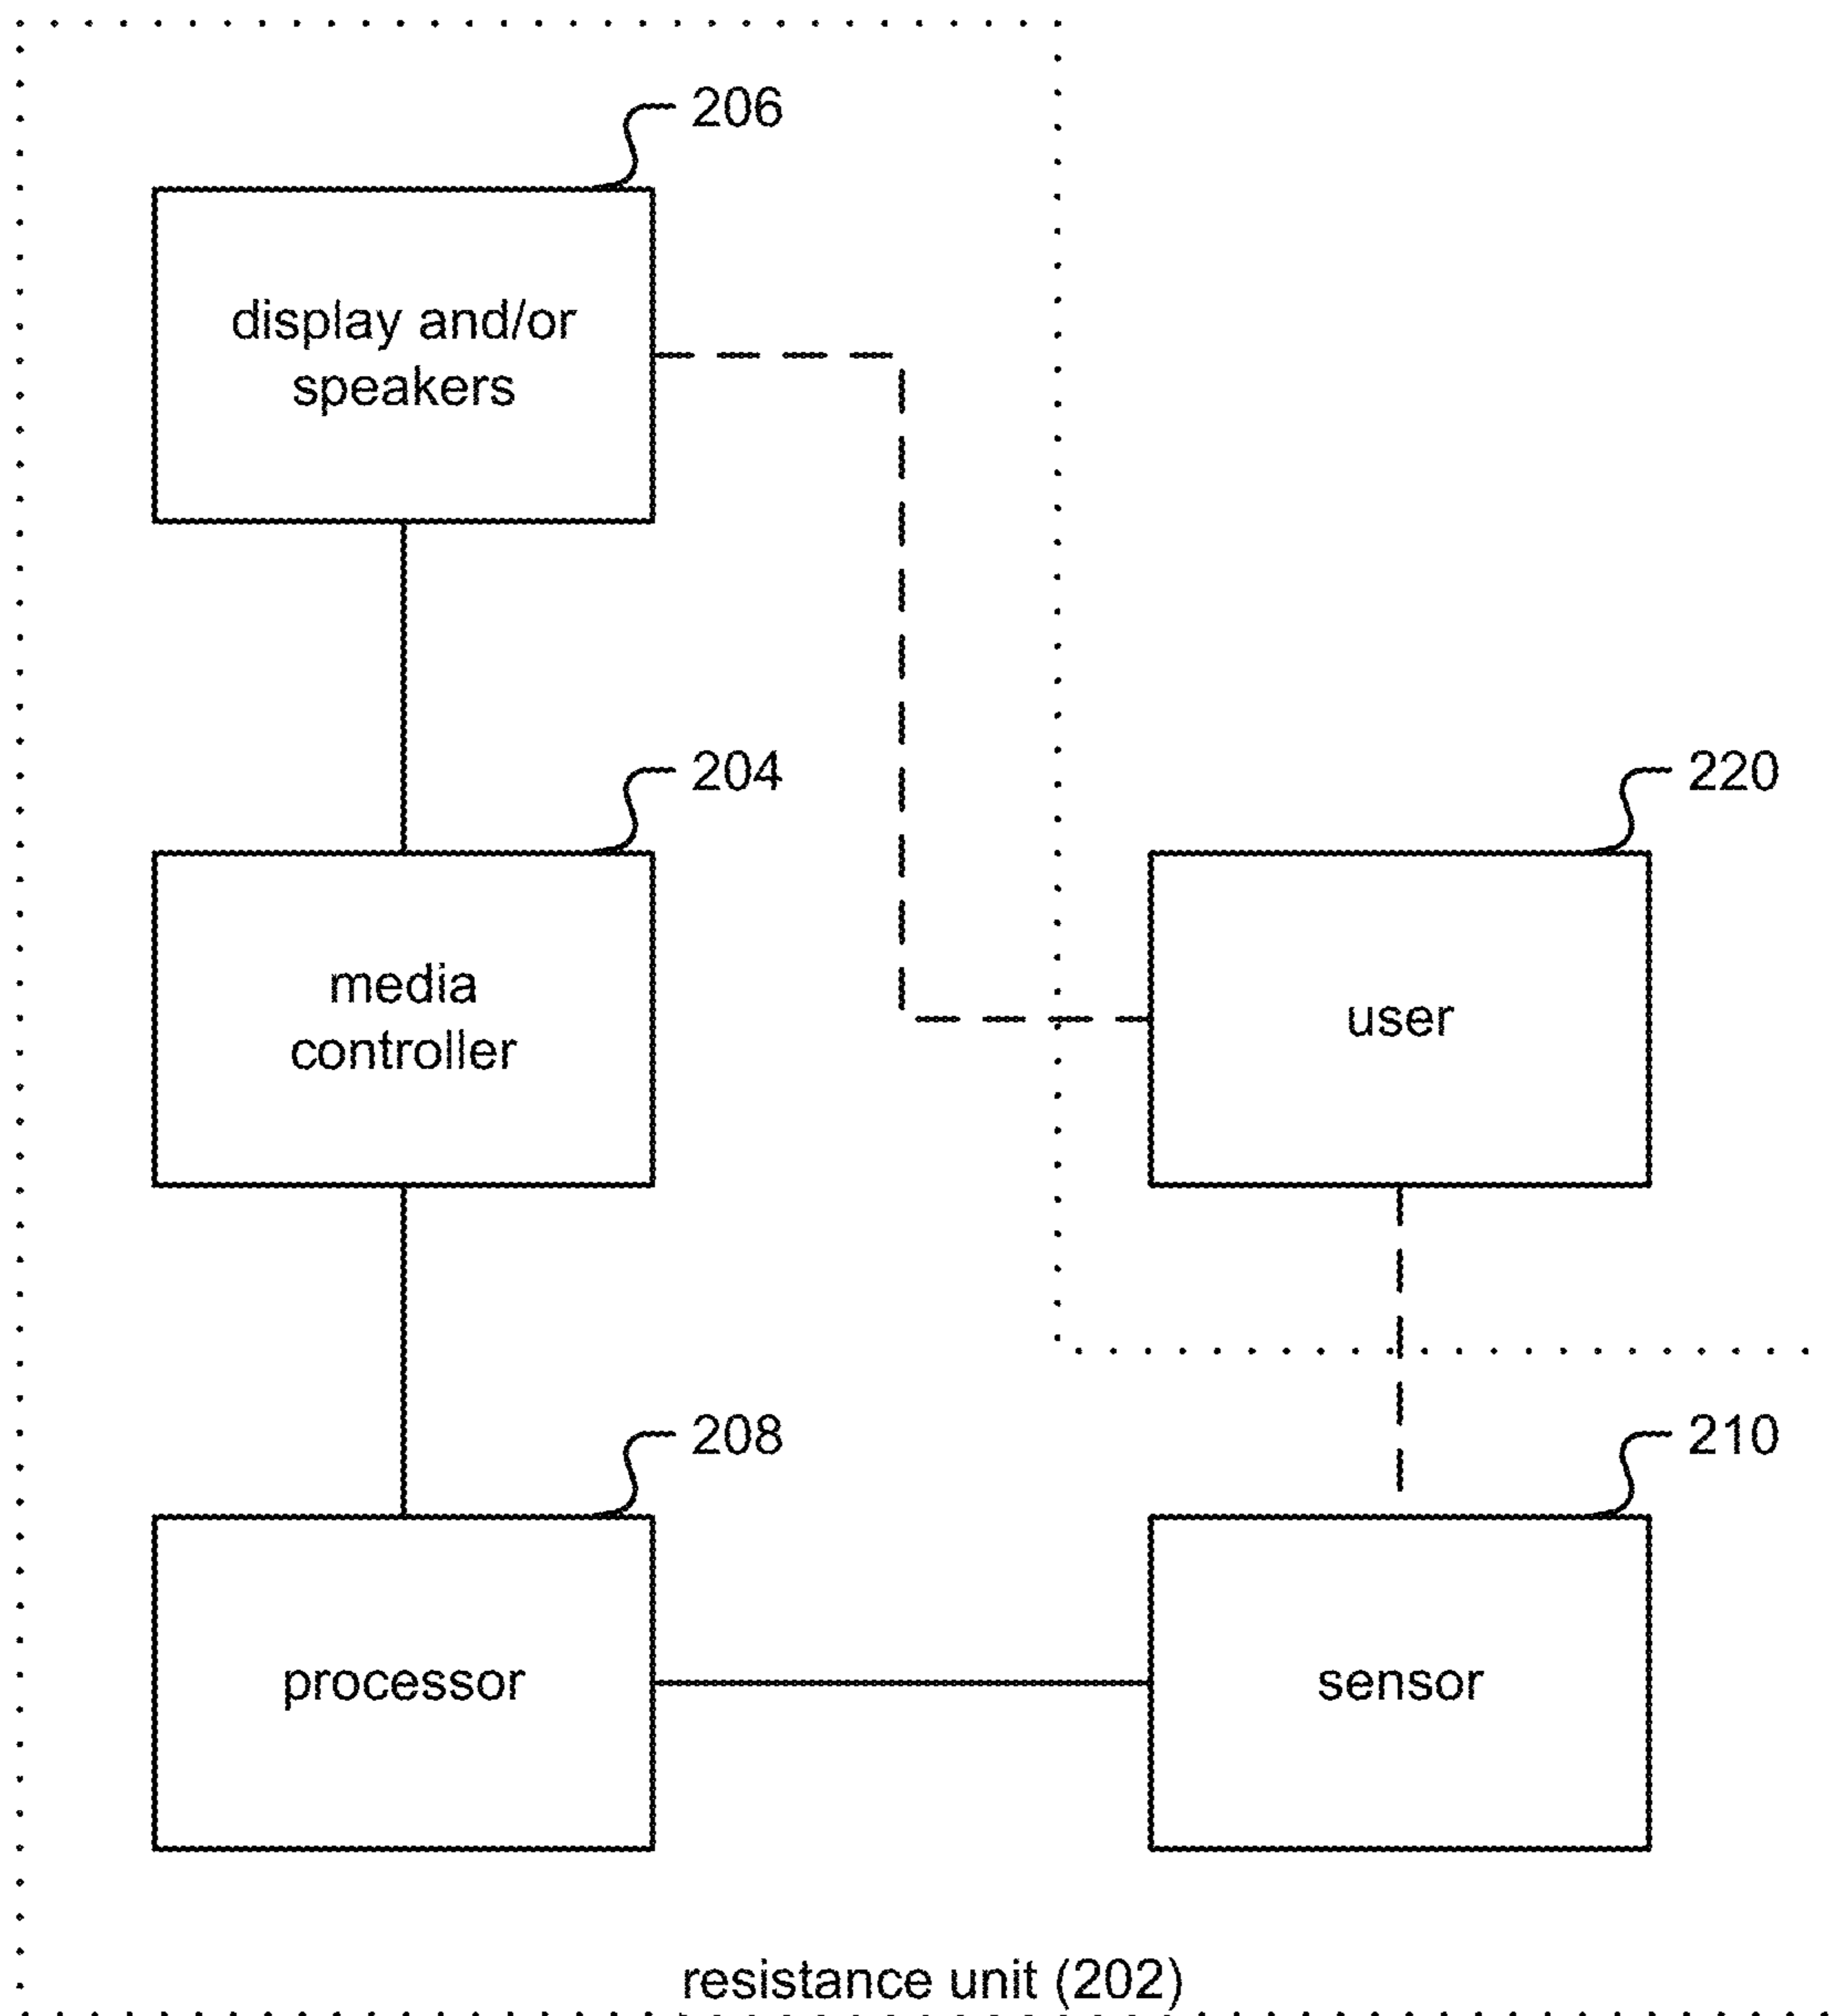 206
display and/or
speakers
204
media
controller
220
user
208
processor
210
sensor
resistance unit (202)